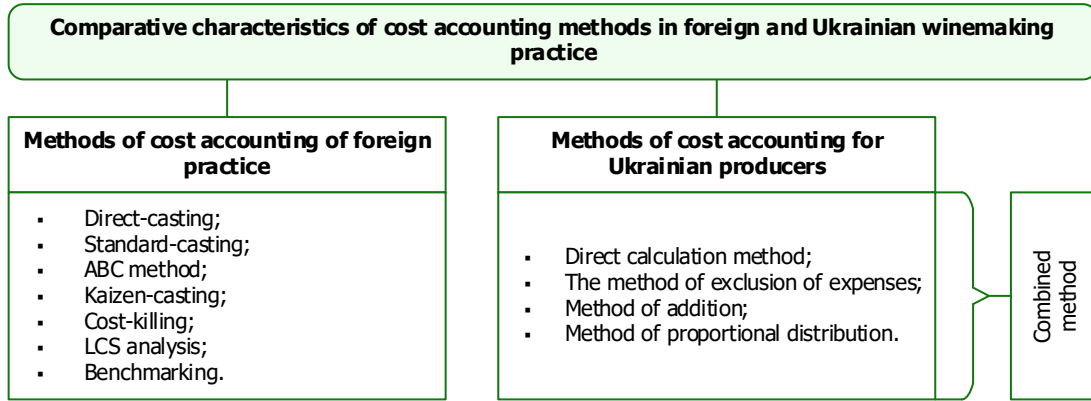 Comparative characteristics of cost accounting methods in foreign and Ukrainian winemaking
practice
Methods of cost accounting of foreign
practice
▪ Direct-casting;
▪ Standard-casting;
▪ ABC method;
▪ Kaizen-casting;
▪ Cost-killing;
▪ LCS analysis;
▪ Benchmarking.
Methods of cost accounting for
Ukrainian producers
▪ Direct calculation method;
▪ The method of exclusion of expenses;
▪ Method of addition;
▪ Method of proportional distribution.
Combined
method